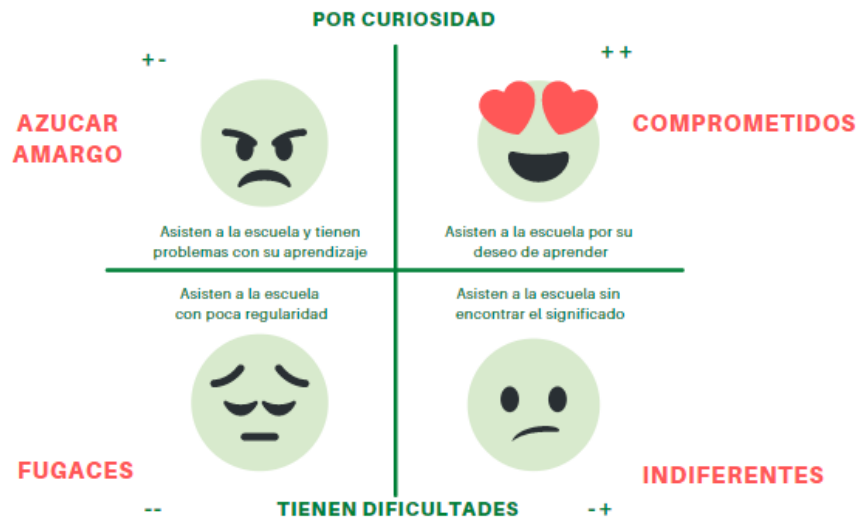 POR CURIOSIDAD
+-
++
AZUCAR
AMARGO
COMPROMETIDOS
Asisten a la escuela y tienen
problemas con su aprendizaje
Asisten a la escuela por su
deseo de aprender
Asisten a la escuela
con poca regularidad
Asisten a la escuela sin
encontrar el significado
FUGACES
INDIFERENTES
--
TIENEN DIFICULTADES
-+